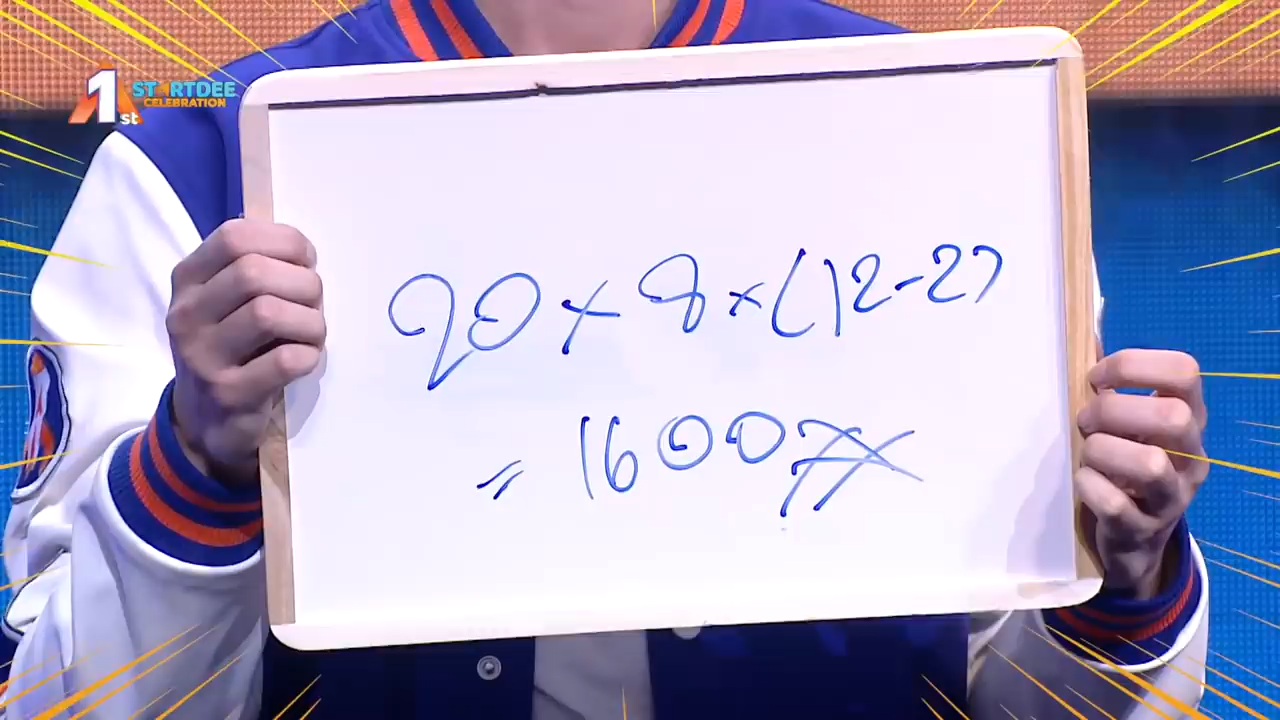 1st STARTDEE
CELEBRATION
20 × 8 × (12-2)
= 1600